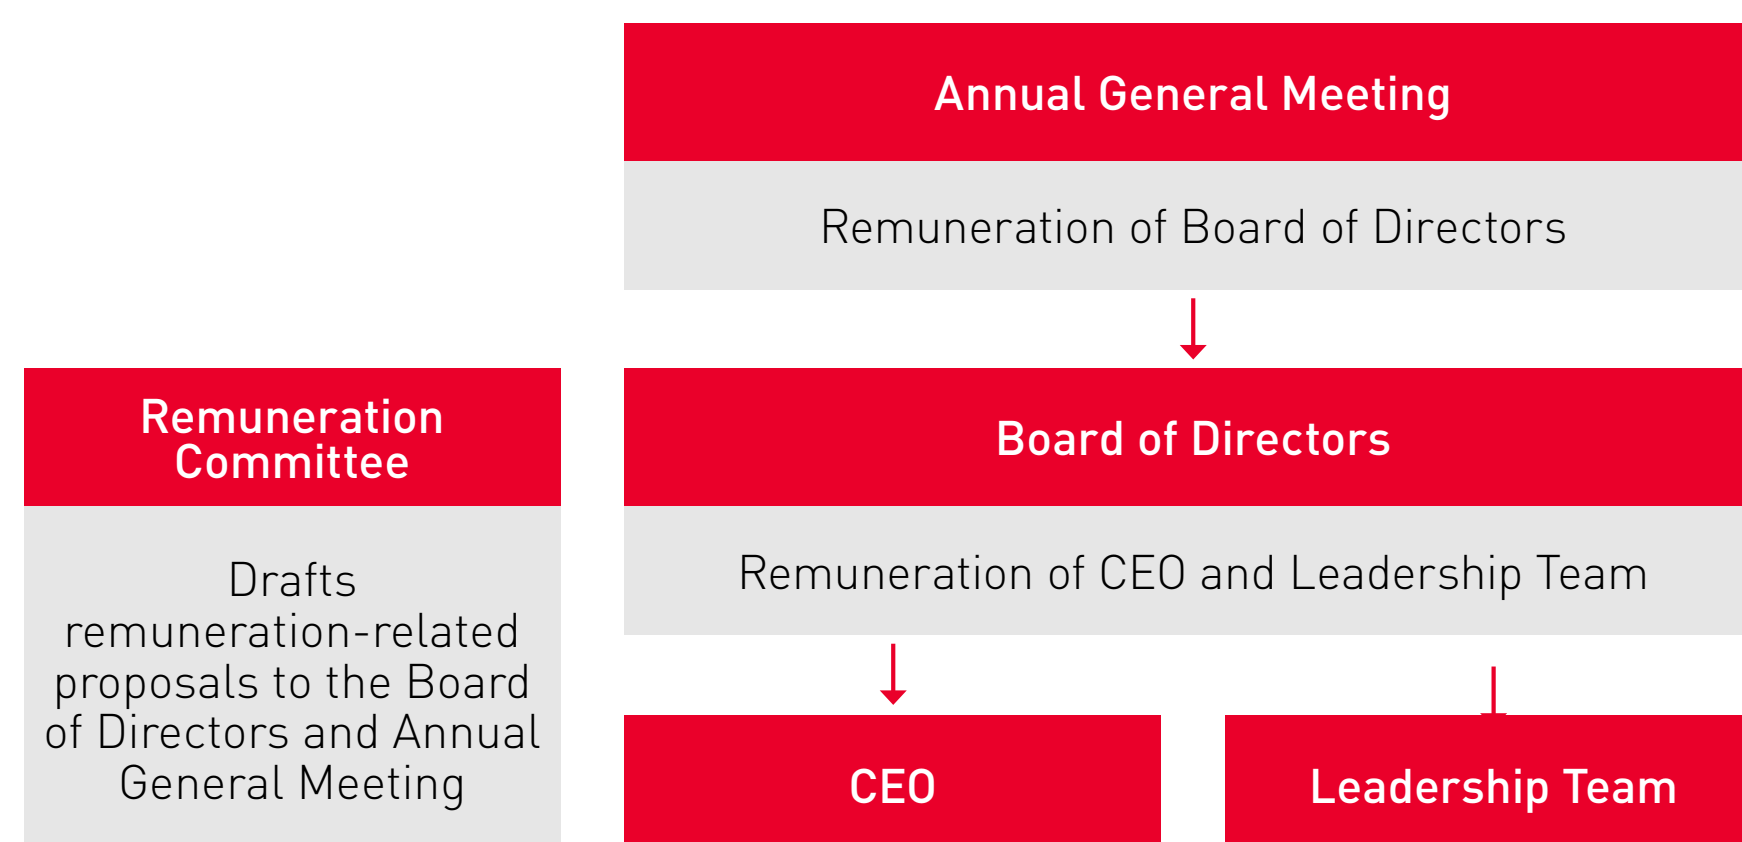 Annual General Meeting
Remuneration of Board of Directors
Remuneration
Committee
Drafts
remuneration-related
proposals to the Board
of Directors and Annual
General Meeting
Board of Directors
Remuneration of CEO and Leadership Team
CEO
Leadership Team